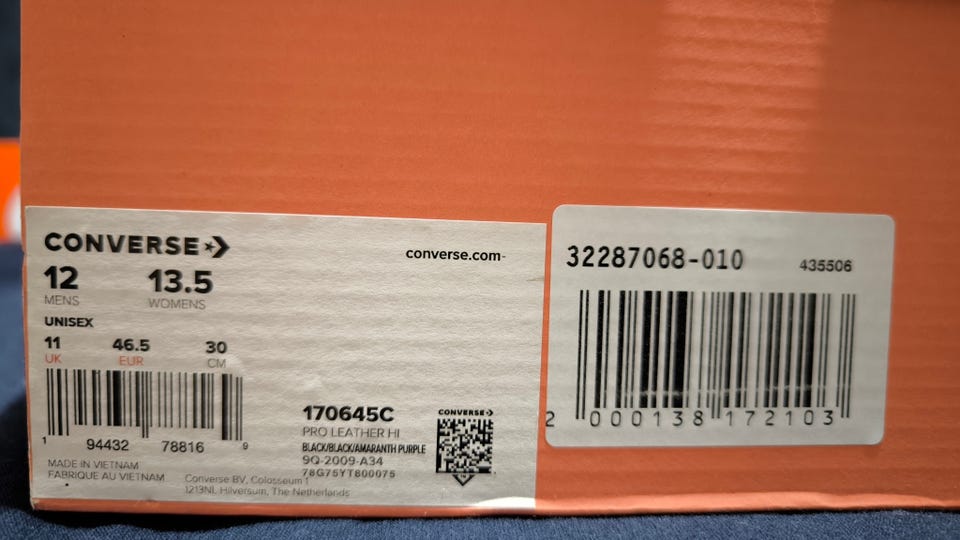 CONVERSE
converse.com
12 13.5
MENS WOMENS
UNISEX
11 46.5 30
UK EUR CM
1 94432 78816 9
MADE IN VIETNAM
FABRIQUE AU VIETNAM
Converse BV, Colosseum 1
1213NL Hilversum, The Netherlands
170645C
PRO LEATHER HI
BLACK/BLACK/AMARANTH PURPLE
9Q-2009-A34
78G75YT800075
CONVERSE
32287068-010 435506
2 000138 172103